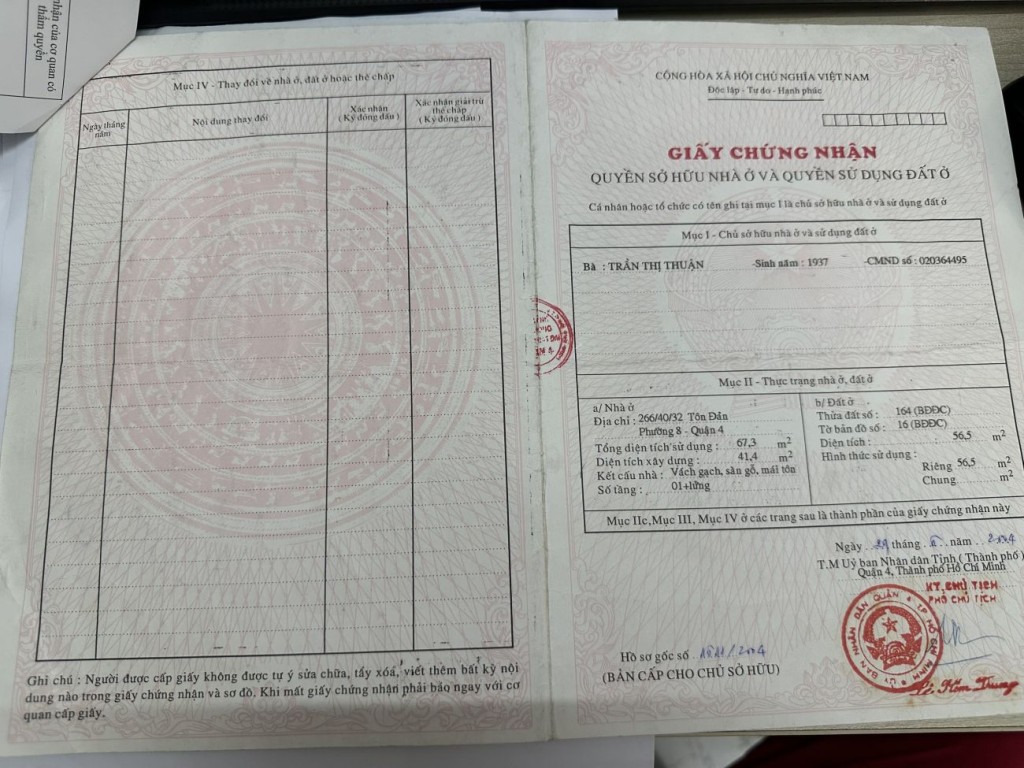 nhận của cơ quan có
thẩm quyền
Mục IV - Thay đổi về nhà ở, đất ở hoặc thế chấp
Ngày tháng
năm
Nội dung thay đổi
Xác nhận
( Ký đóng dấu )
Xác nhận giải trừ
thế chấp
( Ký đóng dấu )
Ghi chú : Người được cấp giấy không được tự ý sửa chữa, tẩy xóa, viết thêm bất kỳ nội
dung nào trong giấy chứng nhận và sơ đồ. Khi mất giấy chứng nhận phải báo ngay với cơ
quan cấp giấy.
CỘNG HÒA XÃ HỘI CHỦ NGHĨA VIỆT NAM
Độc lập - Tự do - Hạnh phúc
GIẤY CHỨNG NHẬN
QUYỀN SỞ HỮU NHÀ Ở VÀ QUYỀN SỬ DỤNG ĐẤT Ở
Cá nhân hoặc tổ chức có tên ghi tại mục I là chủ sở hữu nhà ở và sử dụng đất ở
Mục I - Chủ sở hữu nhà ở và sử dụng đất ở
Bà : TRẦN THỊ THUẬN -Sinh năm : 1937 -CMND số : 020364495
Mục II - Thực trạng nhà ở, đất ở
a/ Nhà ở
Địa chỉ : 266/40/32 Tôn Đản
Phường 8 - Quận 4
Tổng diện tích sử dụng : 67,3 m²
Diện tích xây dựng : 41,4 m²
Kết cấu nhà : Vách gạch, sàn gỗ, mái tôn
Số tầng : 01+lửng
b/ Đất ở
Thửa đất số : 164 (BĐĐC)
Tờ bản đồ số : 16 (BĐĐC)
Diện tích : 56,5 m²
Hình thức sử dụng :
Riêng 56,5 m²
Chung m²
Mục IIc,Mục III, Mục IV ở các trang sau là thành phần của giấy chứng nhận này
Ngày 29 tháng năm 2004
T.M Uỷ ban Nhân dân Tỉnh ( Thành phố )
Quận 4, Thành phố Hồ Chí Minh
KT.CHỦ TỊCH
PHÓ CHỦ TỊCH
Hồ sơ gốc số /2004
(BẢN CẤP CHO CHỦ SỞ HỮU)